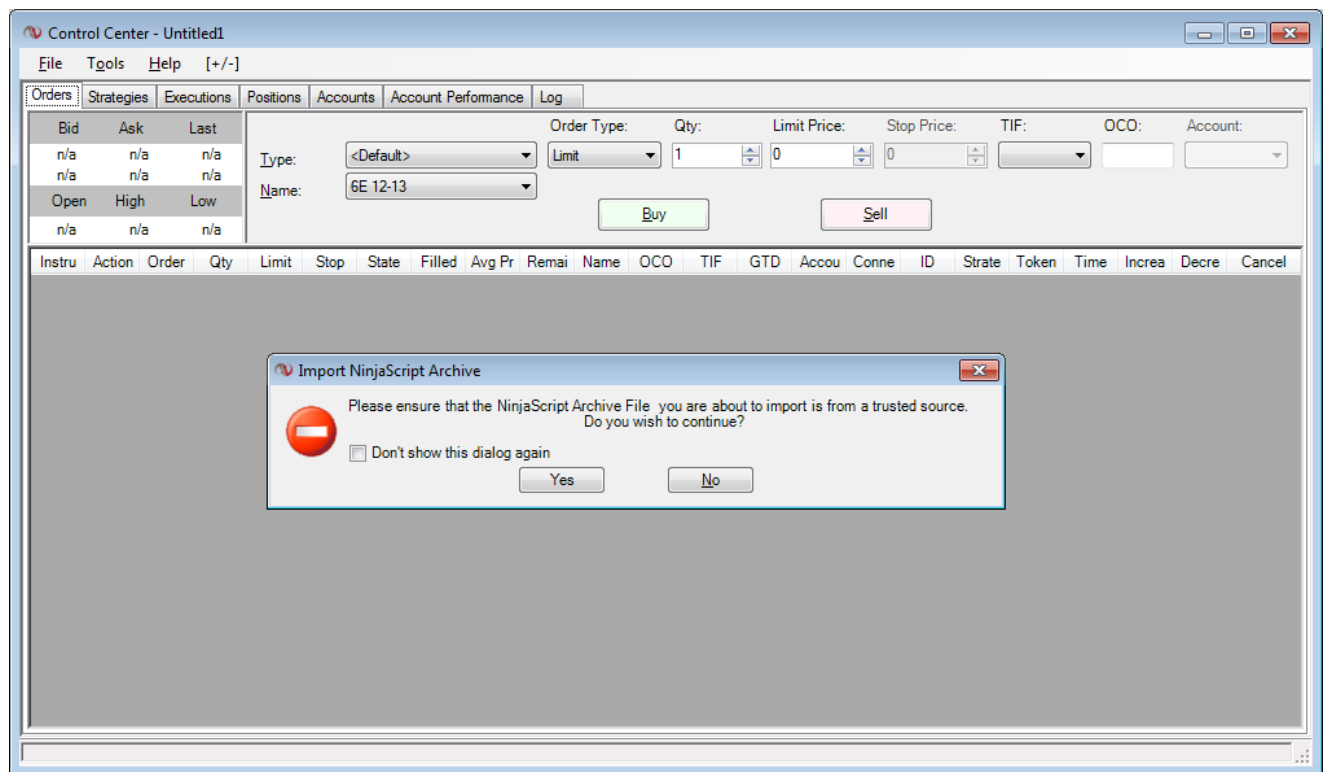 Control Center - Untitled1
File Tools Help [+/-]
Orders Strategies Executions Positions Accounts Account Performance Log
Bid Ask Last
n/a n/a n/a
n/a n/a n/a
Open High Low
n/a n/a n/a
Order Type: Qty: Limit Price: Stop Price: TIF: OCO: Account:
Type: <Default> Limit 1 0 0
Name: 6E 12-13
Buy Sell
Instru Action Order Qty Limit Stop State Filled Avg Pr Remai Name OCO TIF GTD Accou Conne ID Strate Token Time Increa Decre Cancel
Import NinjaScript Archive
Please ensure that the NinjaScript Archive File you are about to import is from a trusted source.
Do you wish to continue?
Don't show this dialog again
Yes No